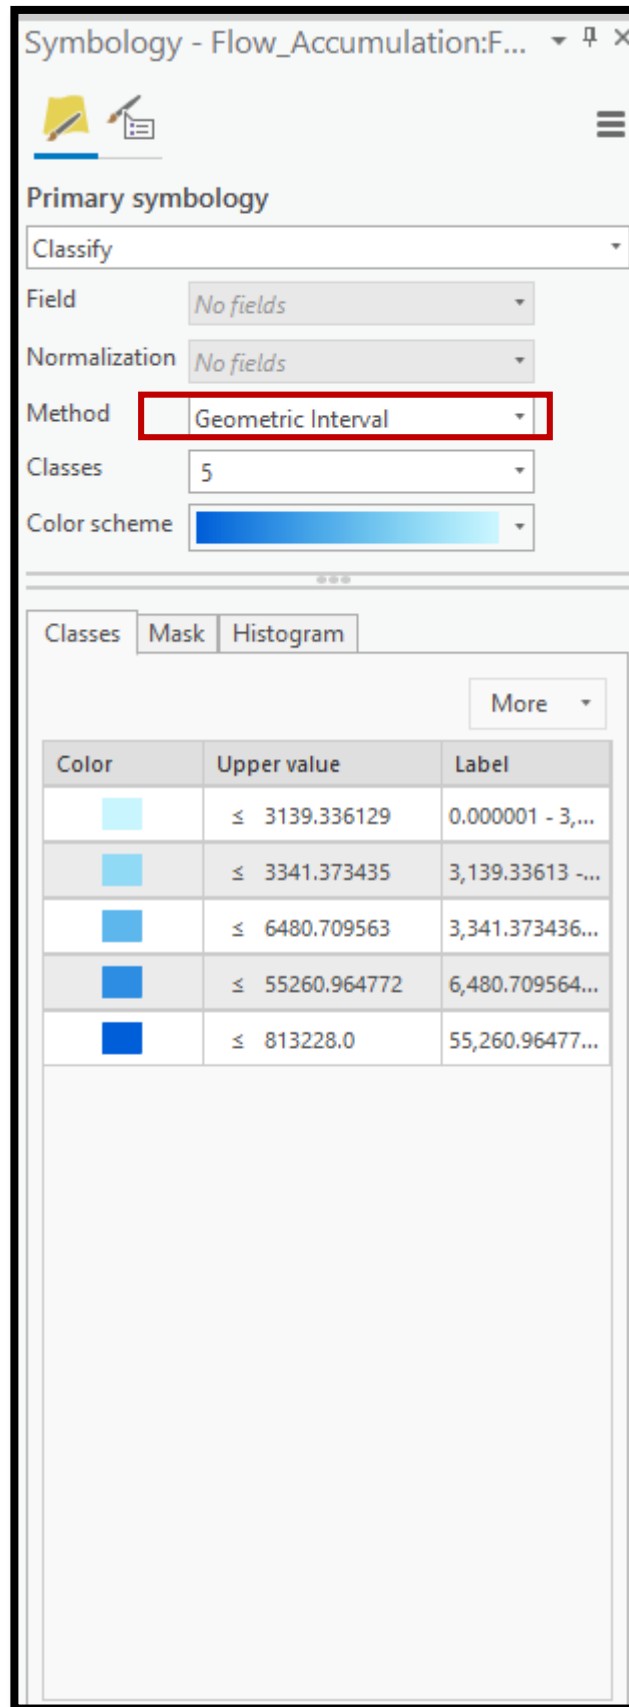 Symbology - Flow_Accumulation:F...
Primary symbology
Classify
Field No fields
Normalization No fields
Method Geometric Interval
Classes 5
Color scheme
Classes Mask Histogram
More
Color Upper value Label
≤ 3139.336129 0.000001 - 3,...
≤ 3341.373435 3,139.33613 -...
≤ 6480.709563 3,341.373436...
≤ 55260.964772 6,480.709564...
≤ 813228.0 55,260.96477...